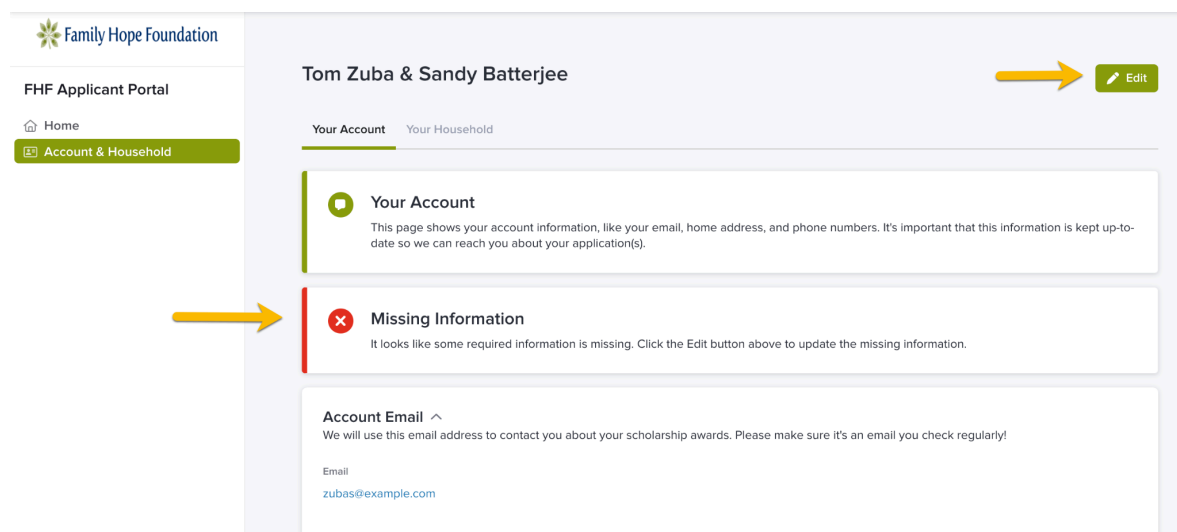 Family Hope Foundation
FHF Applicant Portal
Home
Account & Household
Tom Zuba & Sandy Batterjee
Edit
Your Account Your Household
Your Account
This page shows your account information, like your email, home address, and phone numbers. It's important that this information is kept up-to-
date so we can reach you about your application(s).
Missing Information
It looks like some required information is missing. Click the Edit button above to update the missing information.
Account Email
We will use this email address to contact you about your scholarship awards. Please make sure it's an email you check regularly!
Email
zubas@example.com